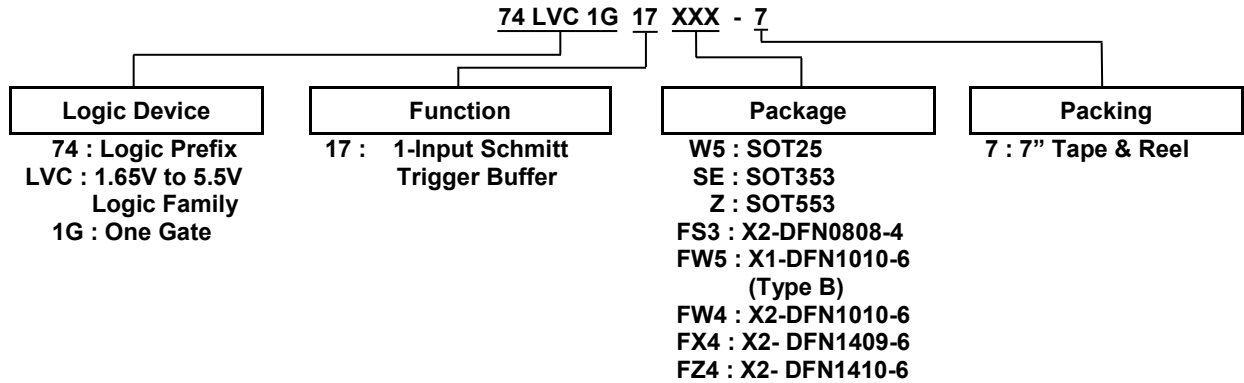 74 LVC 1G 17 XXX - 7
Logic Device
74 : Logic Prefix
LVC : 1.65V to 5.5V
Logic Family
1G : One Gate
Function
17 : 1-Input Schmitt
Trigger Buffer
Package
W5 : SOT25
SE : SOT353
Z : SOT553
FS3 : X2-DFN0808-4
FW5 : X1-DFN1010-6
(Type B)
FW4 : X2-DFN1010-6
FX4 : X2- DFN1409-6
FZ4 : X2- DFN1410-6
Packing
7 : 7” Tape & Reel